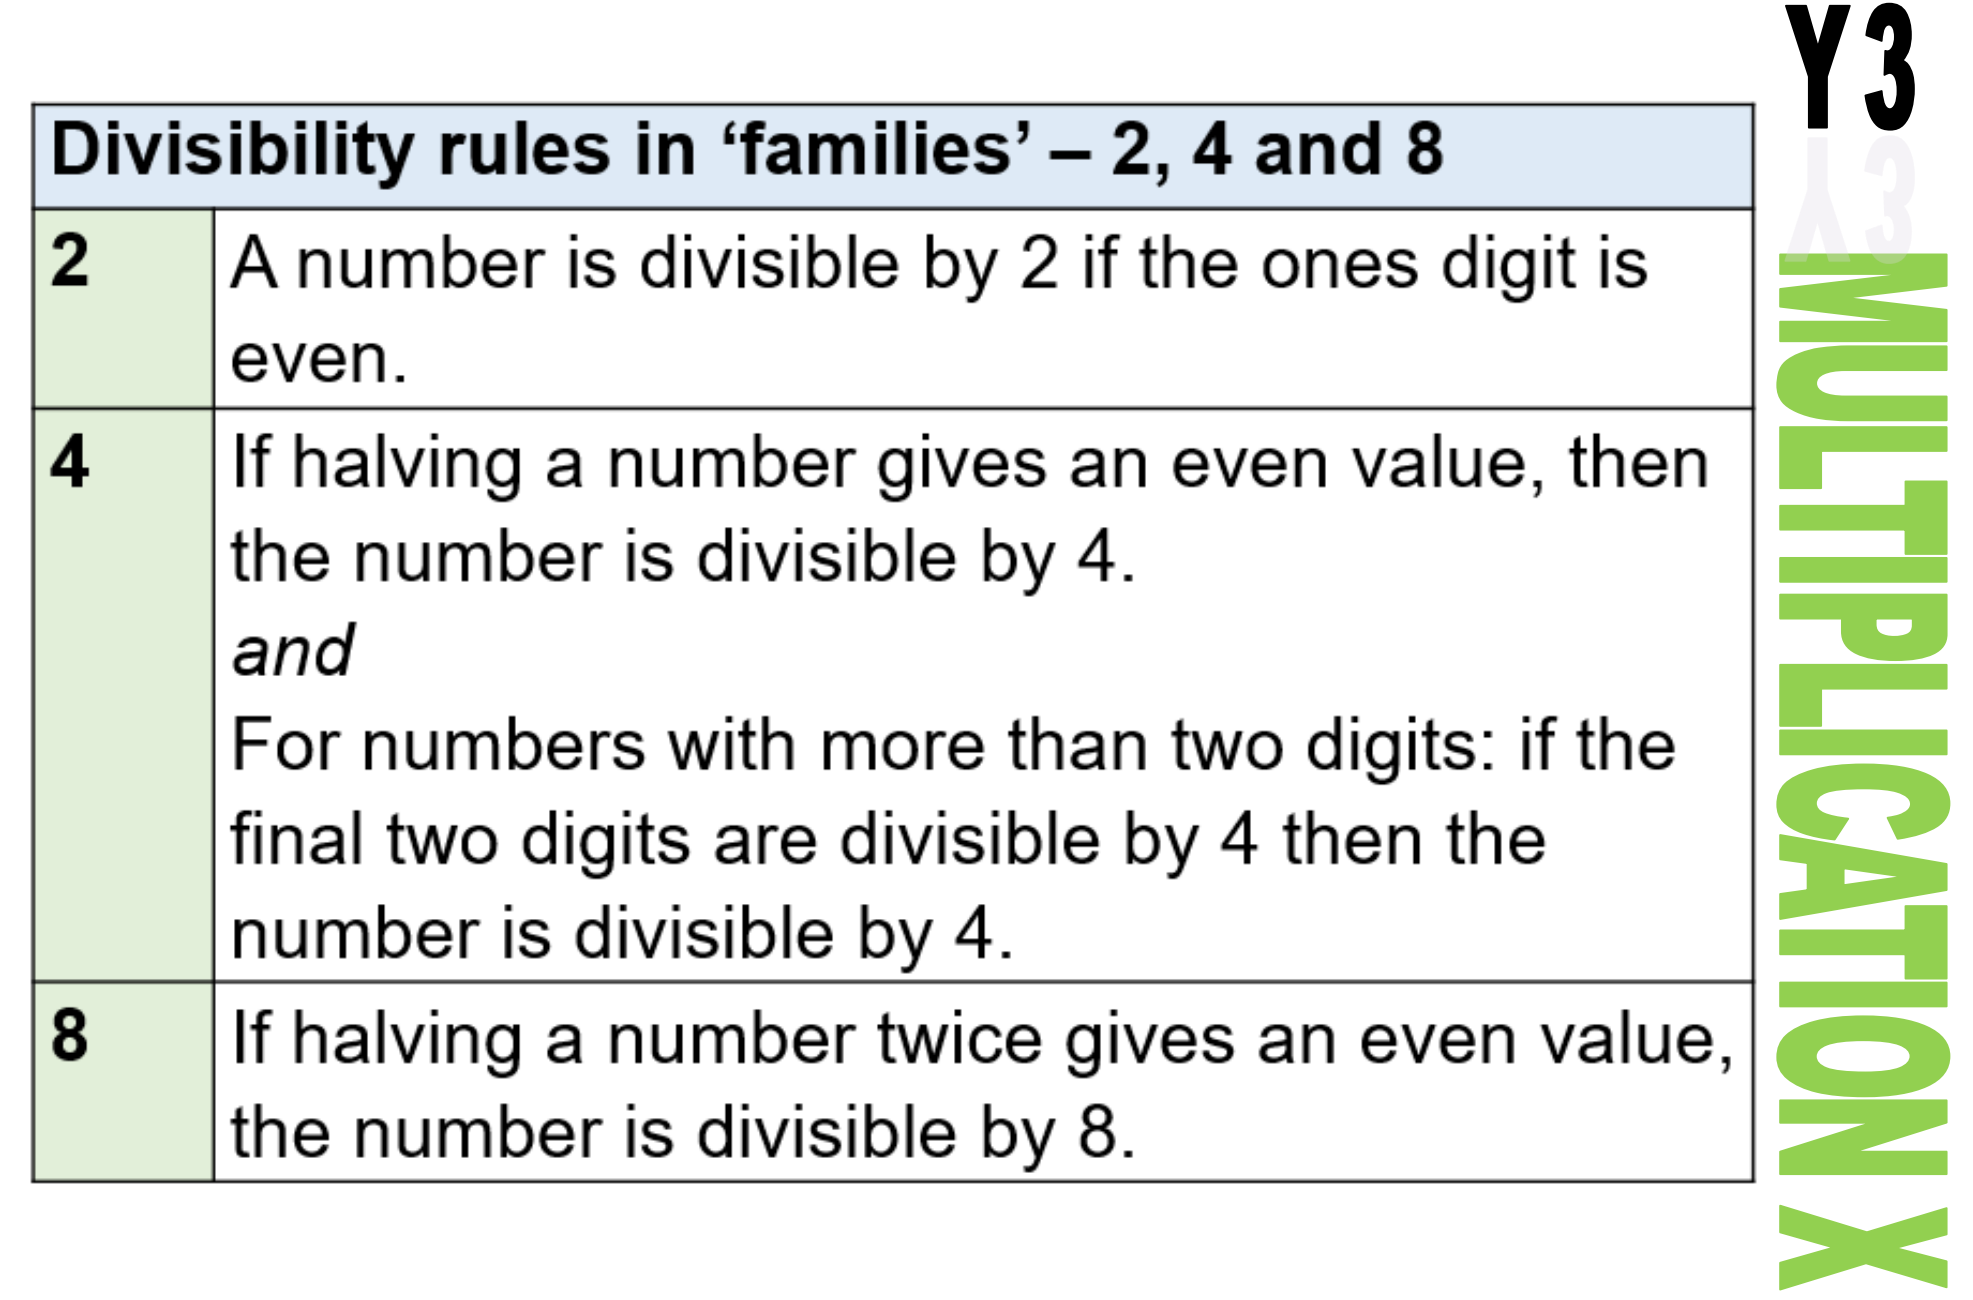 Divisibility rules in ‘families’ – 2, 4 and 8
2
A number is divisible by 2 if the ones digit is
even.
4
If halving a number gives an even value, then
the number is divisible by 4.
and
For numbers with more than two digits: if the
final two digits are divisible by 4 then the
number is divisible by 4.
8
If halving a number twice gives an even value,
the number is divisible by 8.
Y3
MULTIPLICATION X